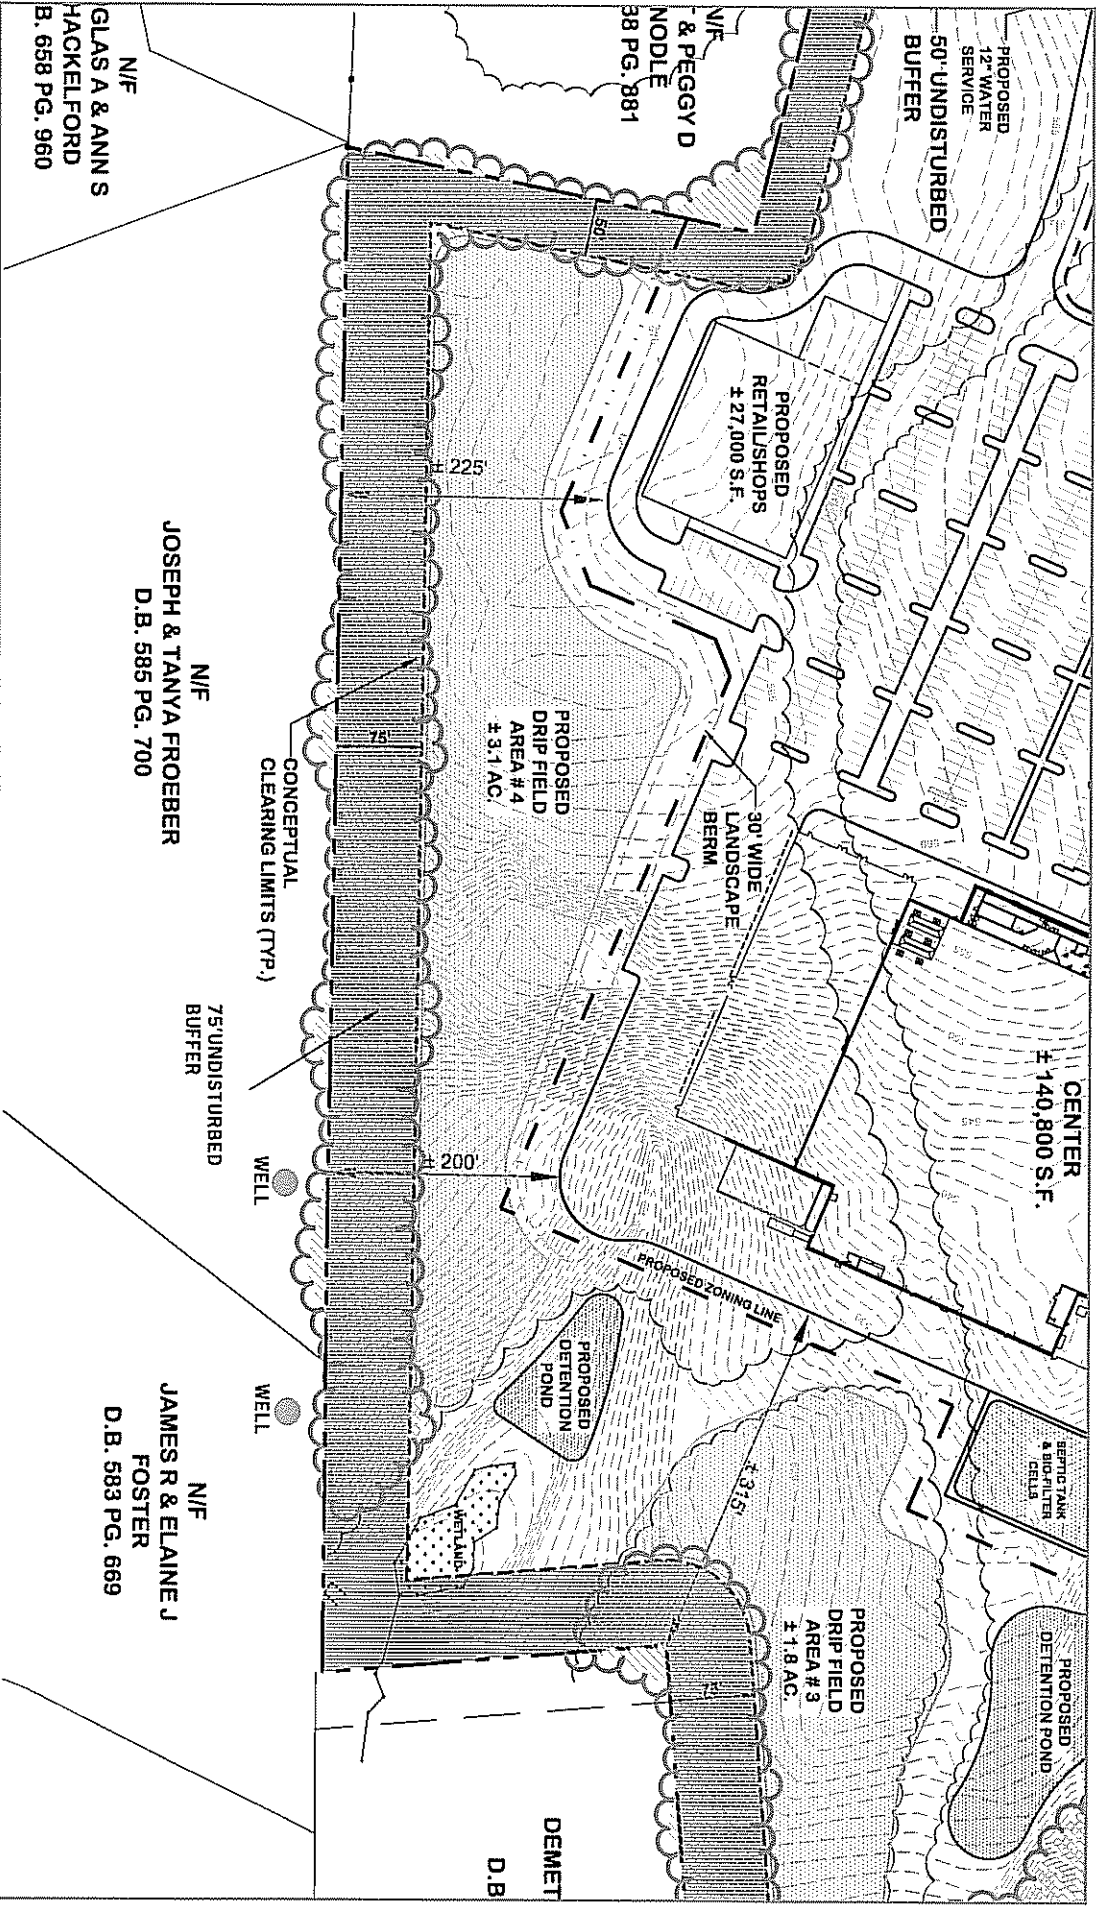 PROPOSED
12" WATER
SERVICE
50' UNDISTURBED
BUFFER
N/F
& PEGGY D
NODLE
38 PG. 881
N/F
GLAS A & ANN S
HACKELFORD
B. 658 PG. 960
50'
PROPOSED
RETAIL/SHOPS
± 27,000 S.F.
± 225'
CENTER
± 140,800 S.F.
30' WIDE
LANDSCAPE
BERM
PROPOSED
DRIP FIELD
AREA # 4
± 3.1 AC.
75'
CONCEPTUAL
CLEARING LIMITS (TYP.)
N/F
JOSEPH & TANYA FROEBER
D.B. 585 PG. 700
75' UNDISTURBED
BUFFER
WELL
± 200'
PROPOSED ZONING LINE
PROPOSED
DETENTION
POND
± 315'
SEPTIC TANK
& BIO-FILTER
CELLS
WELL
WETLAND
N/F
JAMES R & ELAINE J
FOSTER
D.B. 583 PG. 669
PROPOSED
DETENTION POND
PROPOSED
DRIP FIELD
AREA # 3
± 1.8 AC.
75'
DEMET
D.B